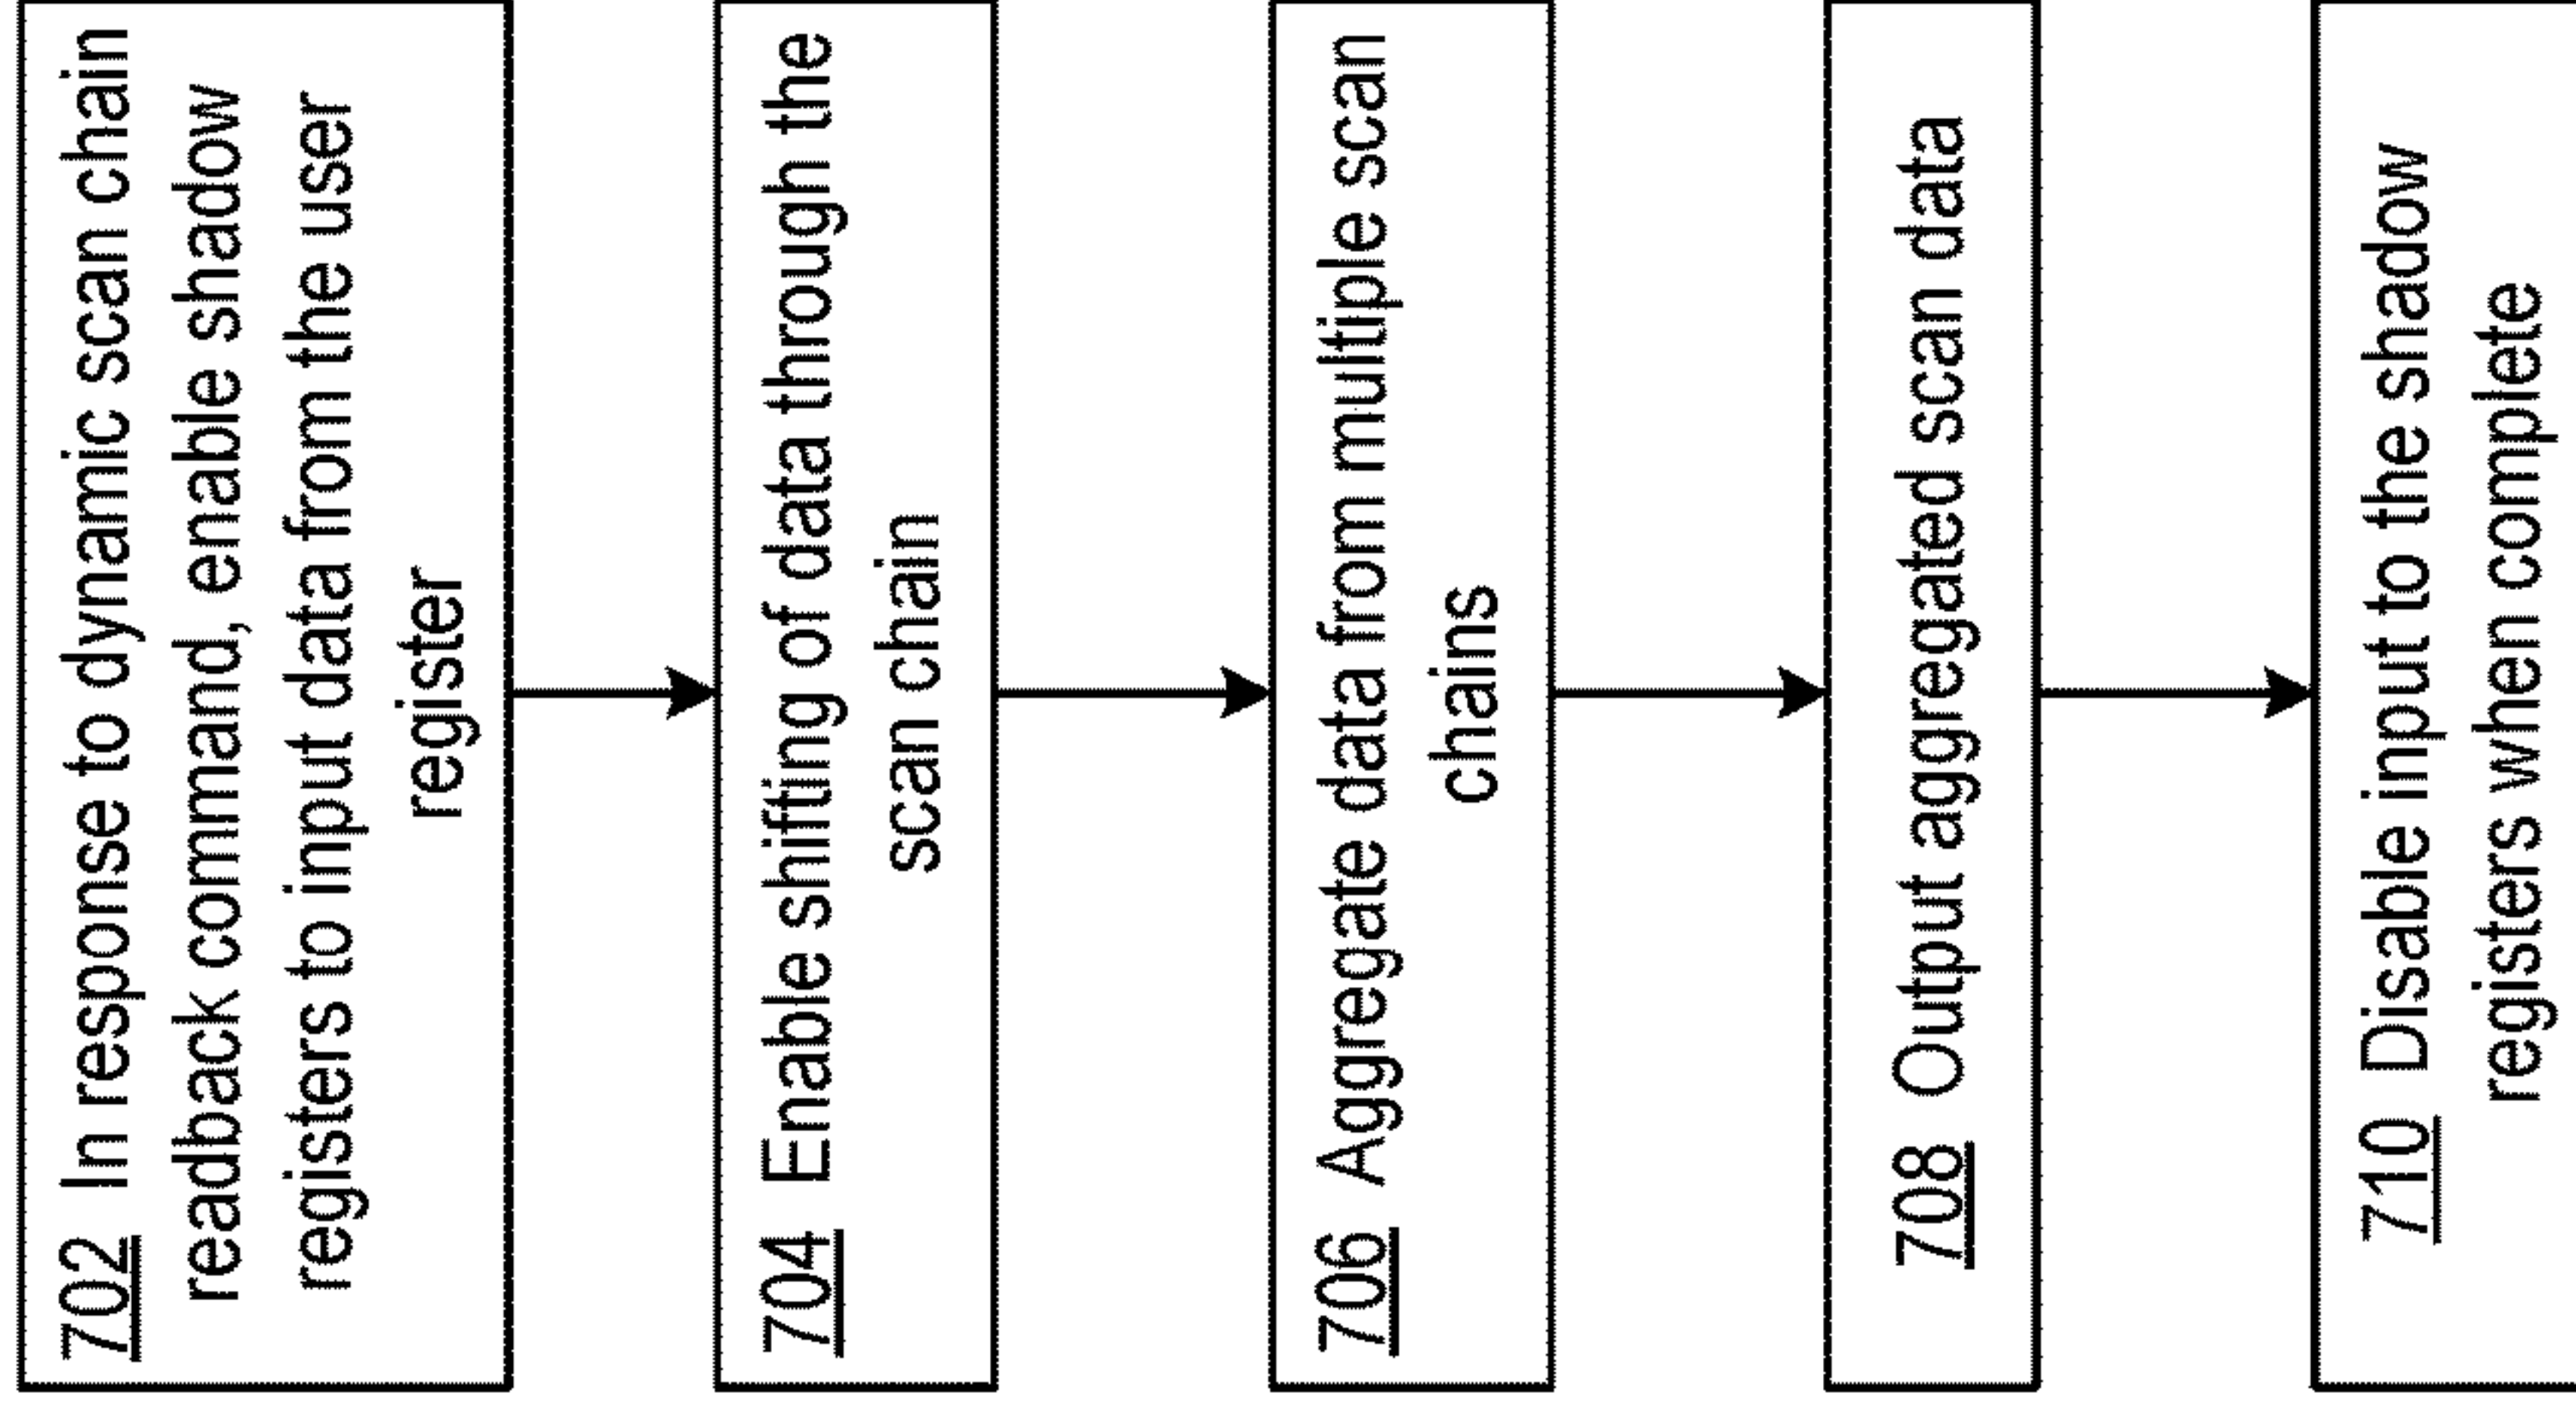 702 In response to dynamic scan chain
readback command, enable shadow
registers to input data from the user
register
704 Enable shifting of data through the
scan chain
706 Aggregate data from multiple scan
chains
708 Output aggregated scan data
710 Disable input to the shadow
registers when complete